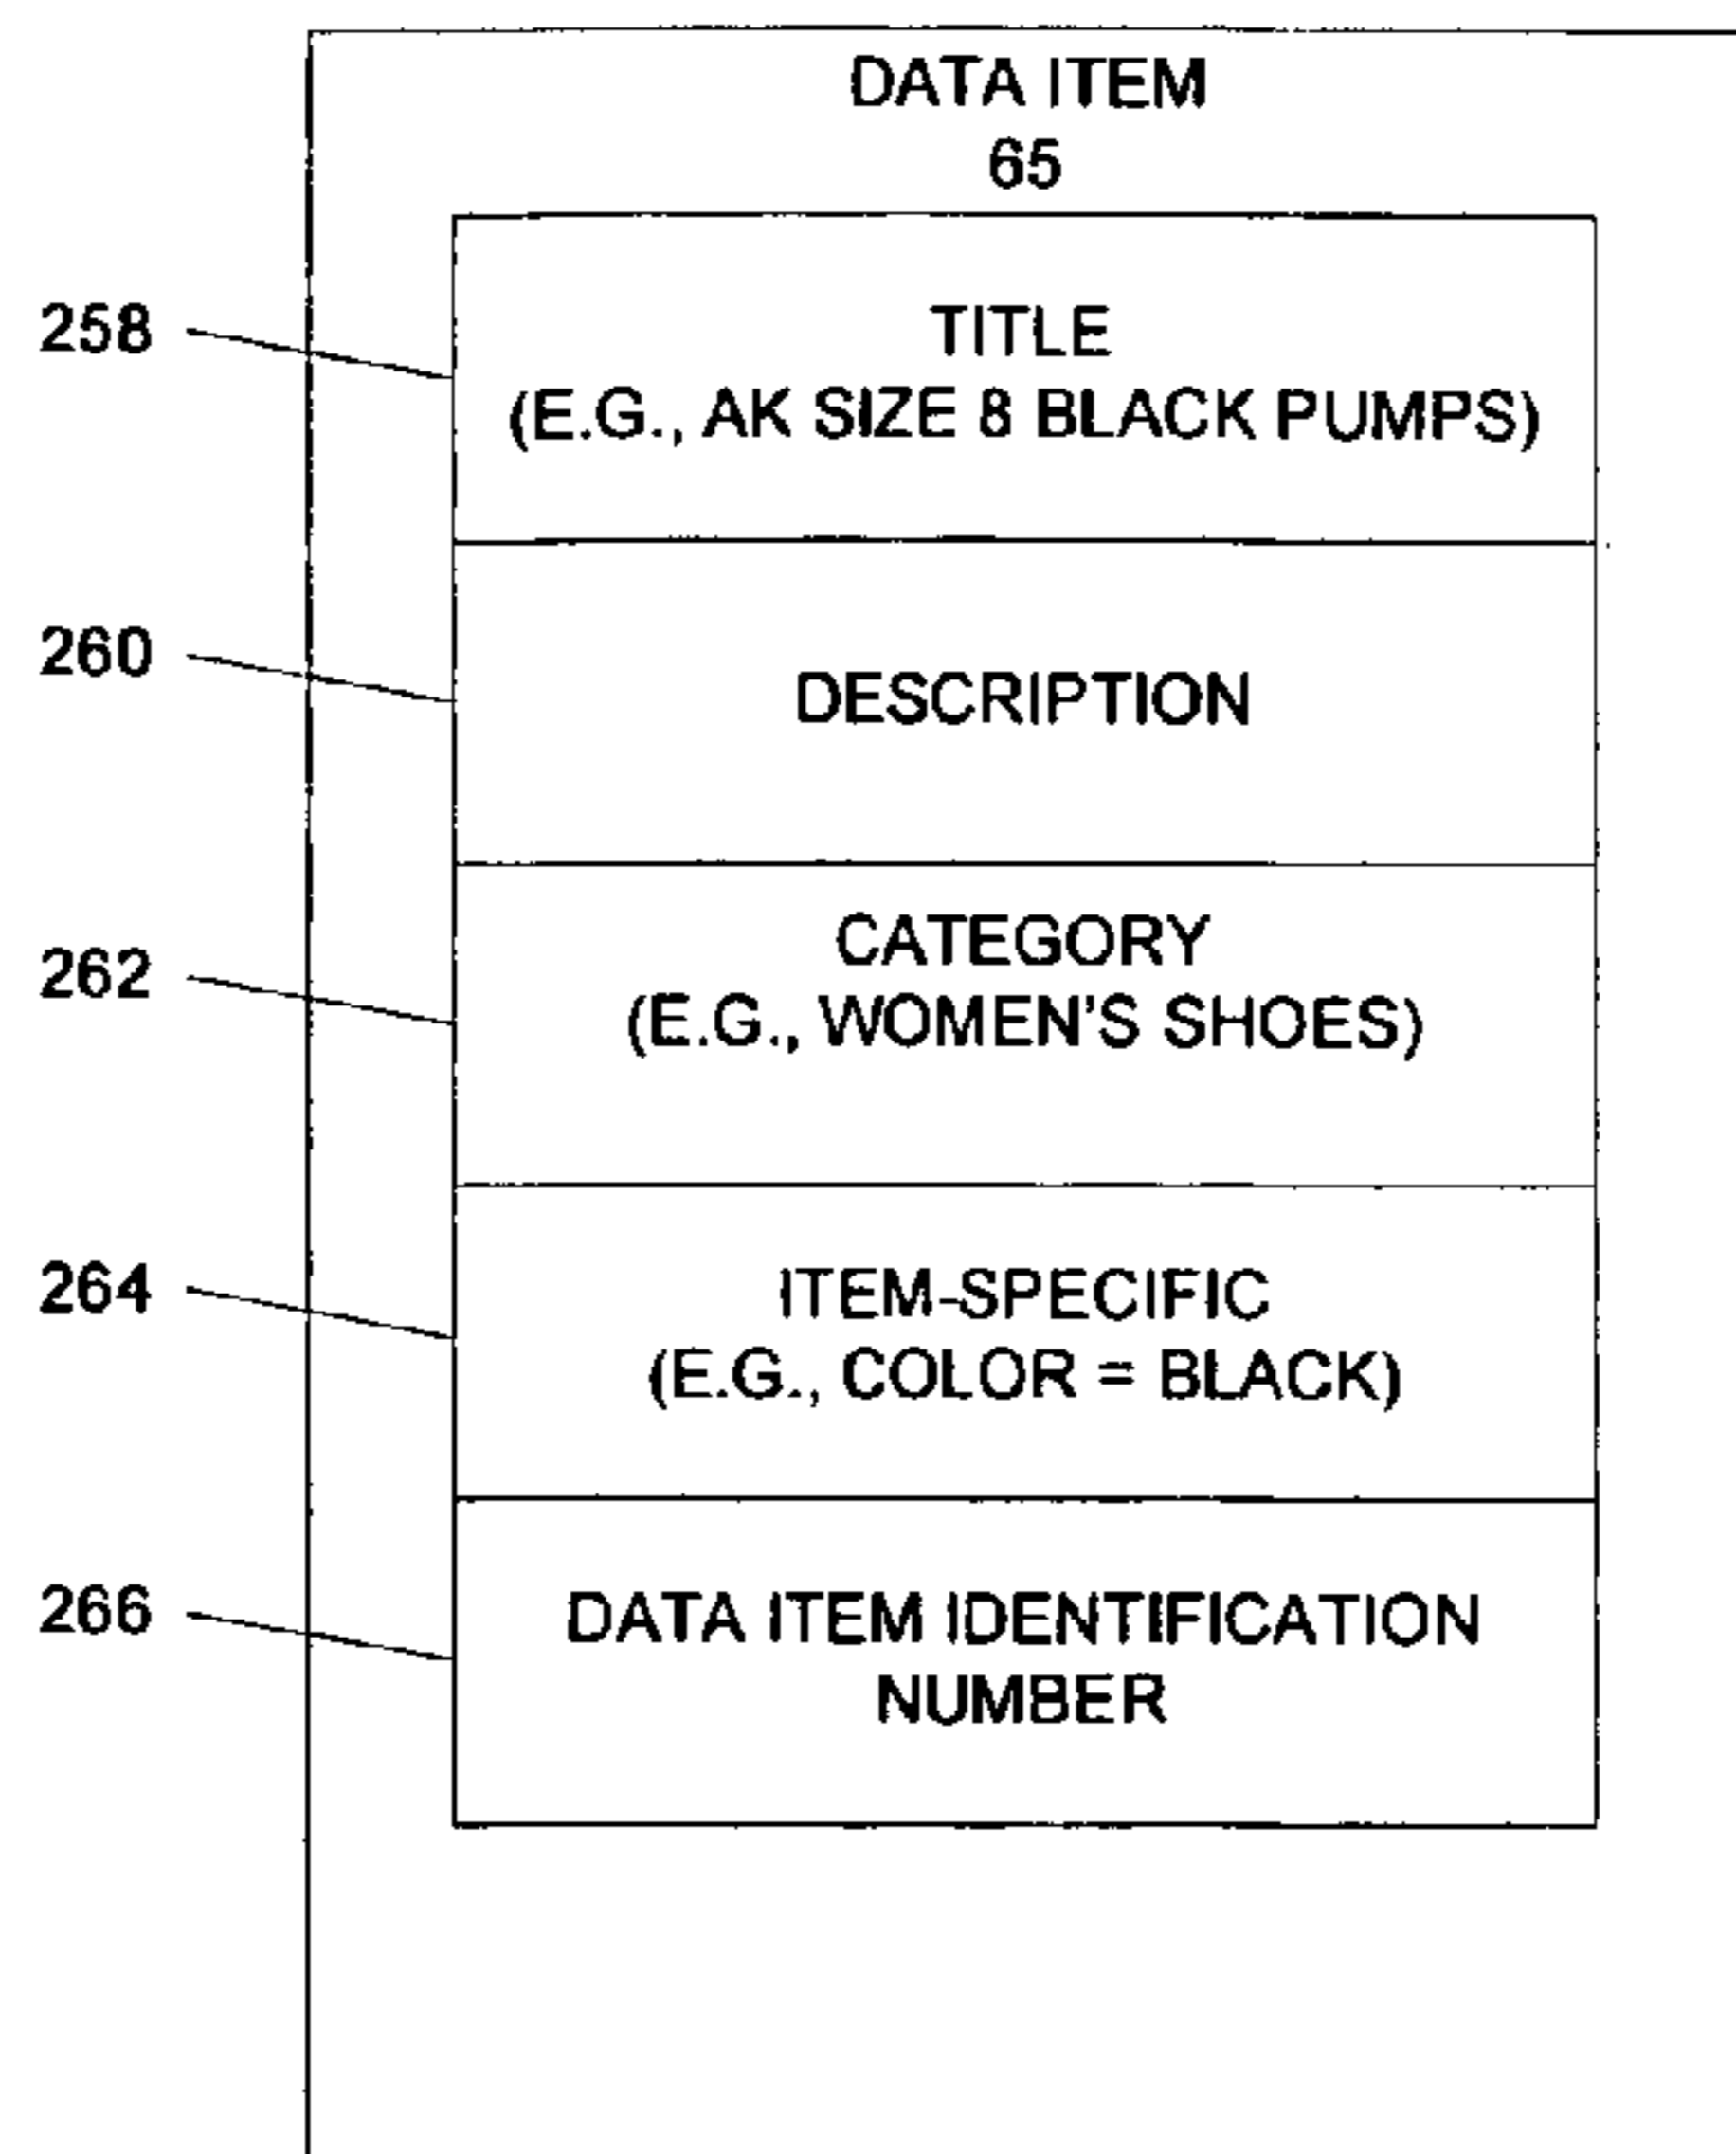 DATA ITEM
65
258
TITLE
(E.G., AK SIZE 8 BLACK PUMPS)
260
DESCRIPTION
262
CATEGORY
(E.G., WOMEN'S SHOES)
264
ITEM-SPECIFIC
(E.G., COLOR = BLACK)
266
DATA ITEM IDENTIFICATION
NUMBER